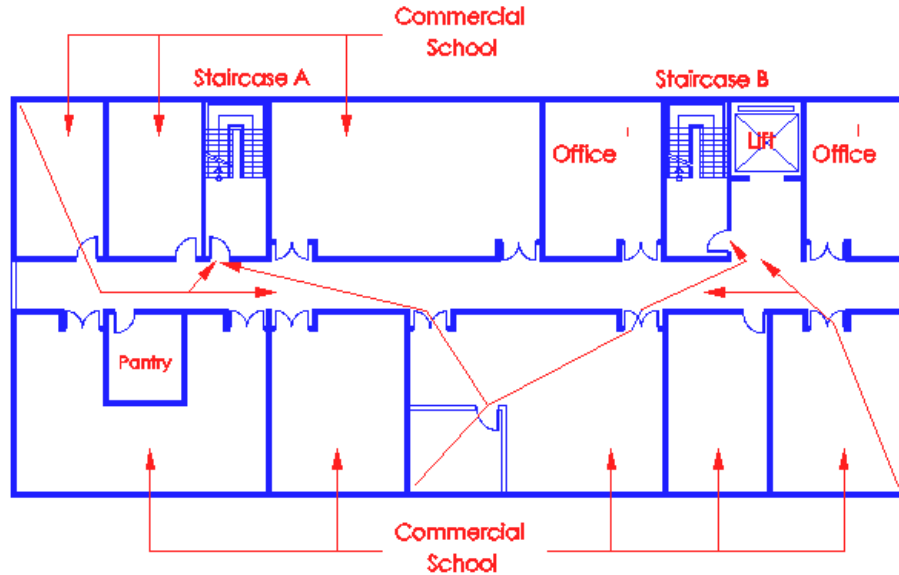 Commercial
School
Staircase A
Staircase B
Office
Lift
Office
Pantry
Commercial
School